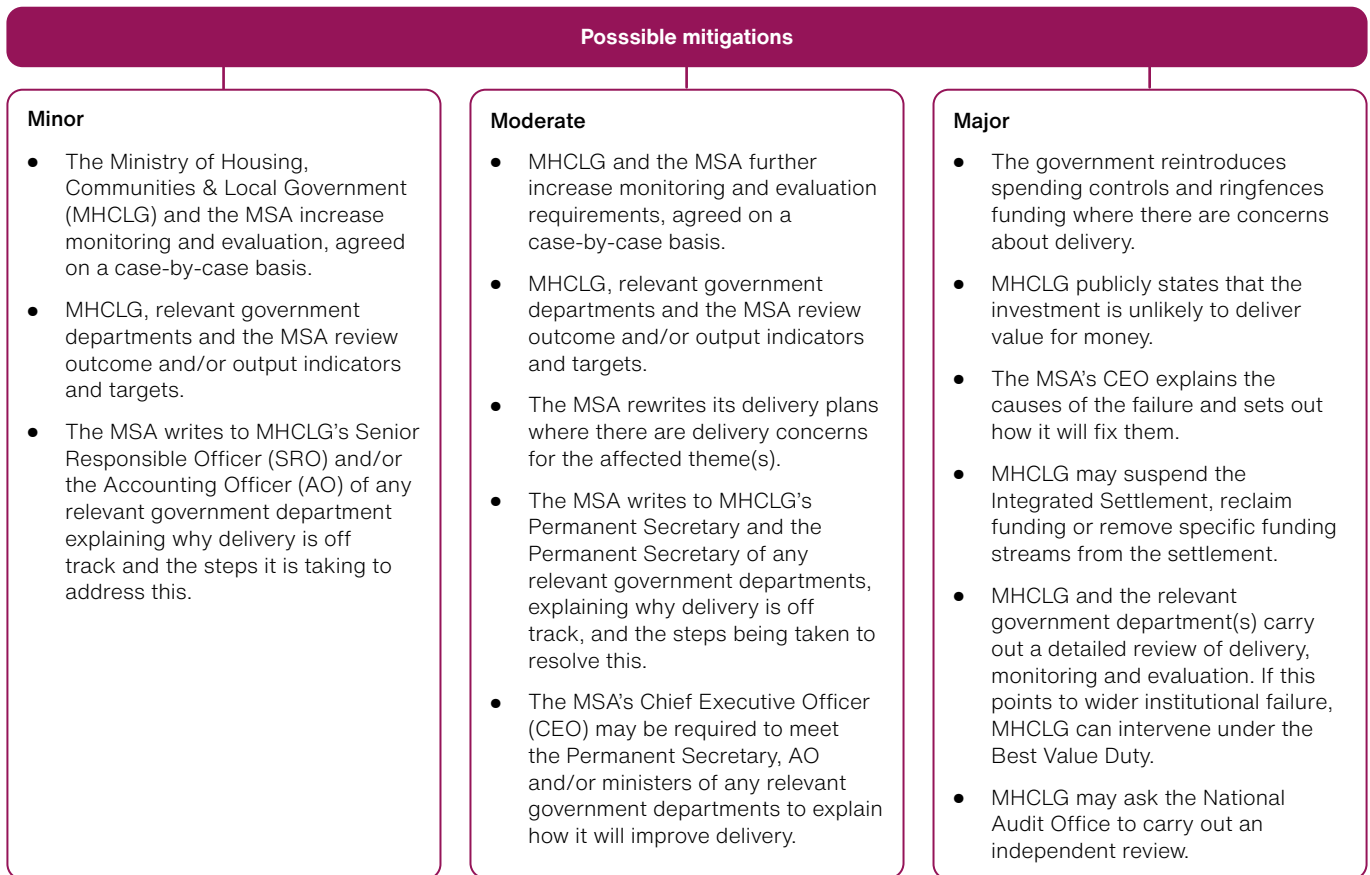 Posssible mitigations
Minor
● The Ministry of Housing,
Communities & Local Government
(MHCLG) and the MSA increase
monitoring and evaluation, agreed
on a case-by-case basis.
● MHCLG, relevant government
departments and the MSA review
outcome and/or output indicators
and targets.
● The MSA writes to MHCLG’s Senior
Responsible Officer (SRO) and/or
the Accounting Officer (AO) of any
relevant government department
explaining why delivery is off
track and the steps it is taking to
address this.
Moderate
● MHCLG and the MSA further
increase monitoring and evaluation
requirements, agreed on a
case-by-case basis.
● MHCLG, relevant government
departments and the MSA review
outcome and/or output indicators
and targets.
● The MSA rewrites its delivery plans
where there are delivery concerns
for the affected theme(s).
● The MSA writes to MHCLG’s
Permanent Secretary and the
Permanent Secretary of any
relevant government departments,
explaining why delivery is off
track, and the steps being taken to
resolve this.
● The MSA’s Chief Executive Officer
(CEO) may be required to meet
the Permanent Secretary, AO
and/or ministers of any relevant
government departments to explain
how it will improve delivery.
Major
● The government reintroduces
spending controls and ringfences
funding where there are concerns
about delivery.
● MHCLG publicly states that the
investment is unlikely to deliver
value for money.
● The MSA’s CEO explains the
causes of the failure and sets out
how it will fix them.
● MHCLG may suspend the
Integrated Settlement, reclaim
funding or remove specific funding
streams from the settlement.
● MHCLG and the relevant
government department(s) carry
out a detailed review of delivery,
monitoring and evaluation. If this
points to wider institutional failure,
MHCLG can intervene under the
Best Value Duty.
● MHCLG may ask the National
Audit Office to carry out an
independent review.